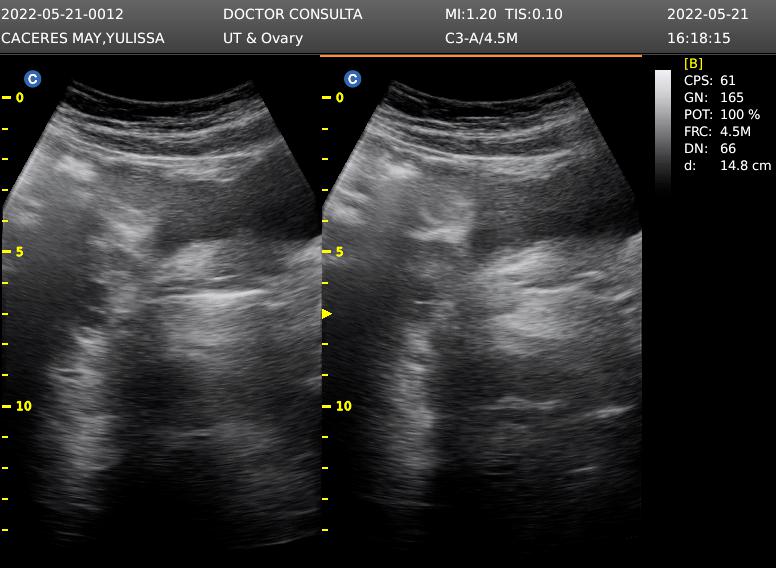 2022-05-21-0012 DOCTOR CONSULTA MI:1.20 TIS:0.10 2022-05-21
CACERES MAY,YULISSA UT & Ovary C3-A/4.5M 16:18:15
C C
[B]
CPS: 61
GN: 165
POT: 100 %
FRC: 4.5M
DN: 66
d: 14.8 cm
0 0
5 5
10 10